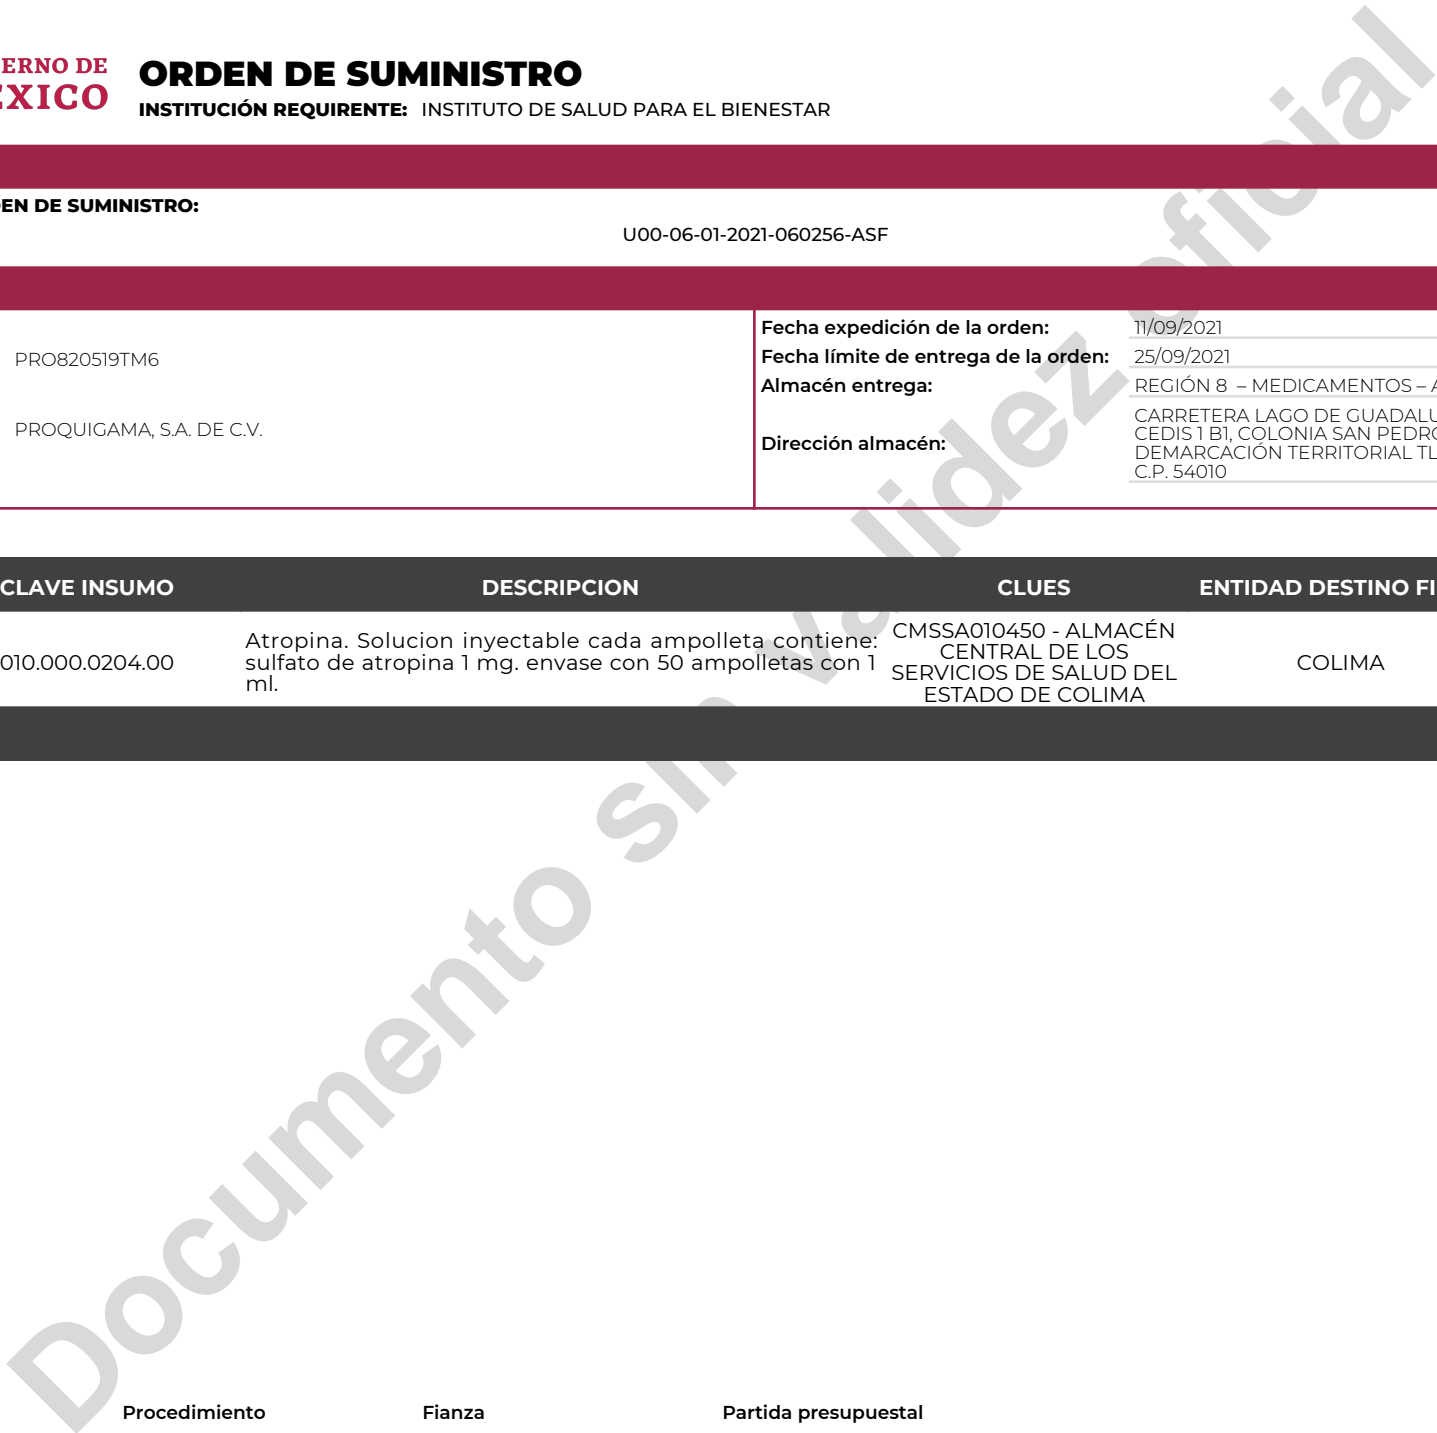 ERNO DE
EXICO
ORDEN DE SUMINISTRO
INSTITUCIÓN REQUIRENTE: INSTITUTO DE SALUD PARA EL BIENESTAR
EN DE SUMINISTRO:
U00-06-01-2021-060256-ASF
PRO820519TM6
PROQUIGAMA, S.A. DE C.V.
Fecha expedición de la orden: 11/09/2021
Fecha límite de entrega de la orden: 25/09/2021
Almacén entrega: REGIÓN 8 – MEDICAMENTOS – A
Dirección almacén:
CARRETERA LAGO DE GUADALU
CEDIS 1 B1, COLONIA SAN PEDRO
DEMARCACIÓN TERRITORIAL TL
C.P. 54010
CLAVE INSUMO DESCRIPCION CLUES ENTIDAD DESTINO FI
010.000.0204.00
Atropina. Solucion inyectable cada ampolleta contiene:
sulfato de atropina 1 mg. envase con 50 ampolletas con 1
ml.
CMSSA010450 - ALMACÉN
CENTRAL DE LOS
SERVICIOS DE SALUD DEL
ESTADO DE COLIMA
COLIMA
Documento sin validez oficial
Procedimiento Fianza Partida presupuestal